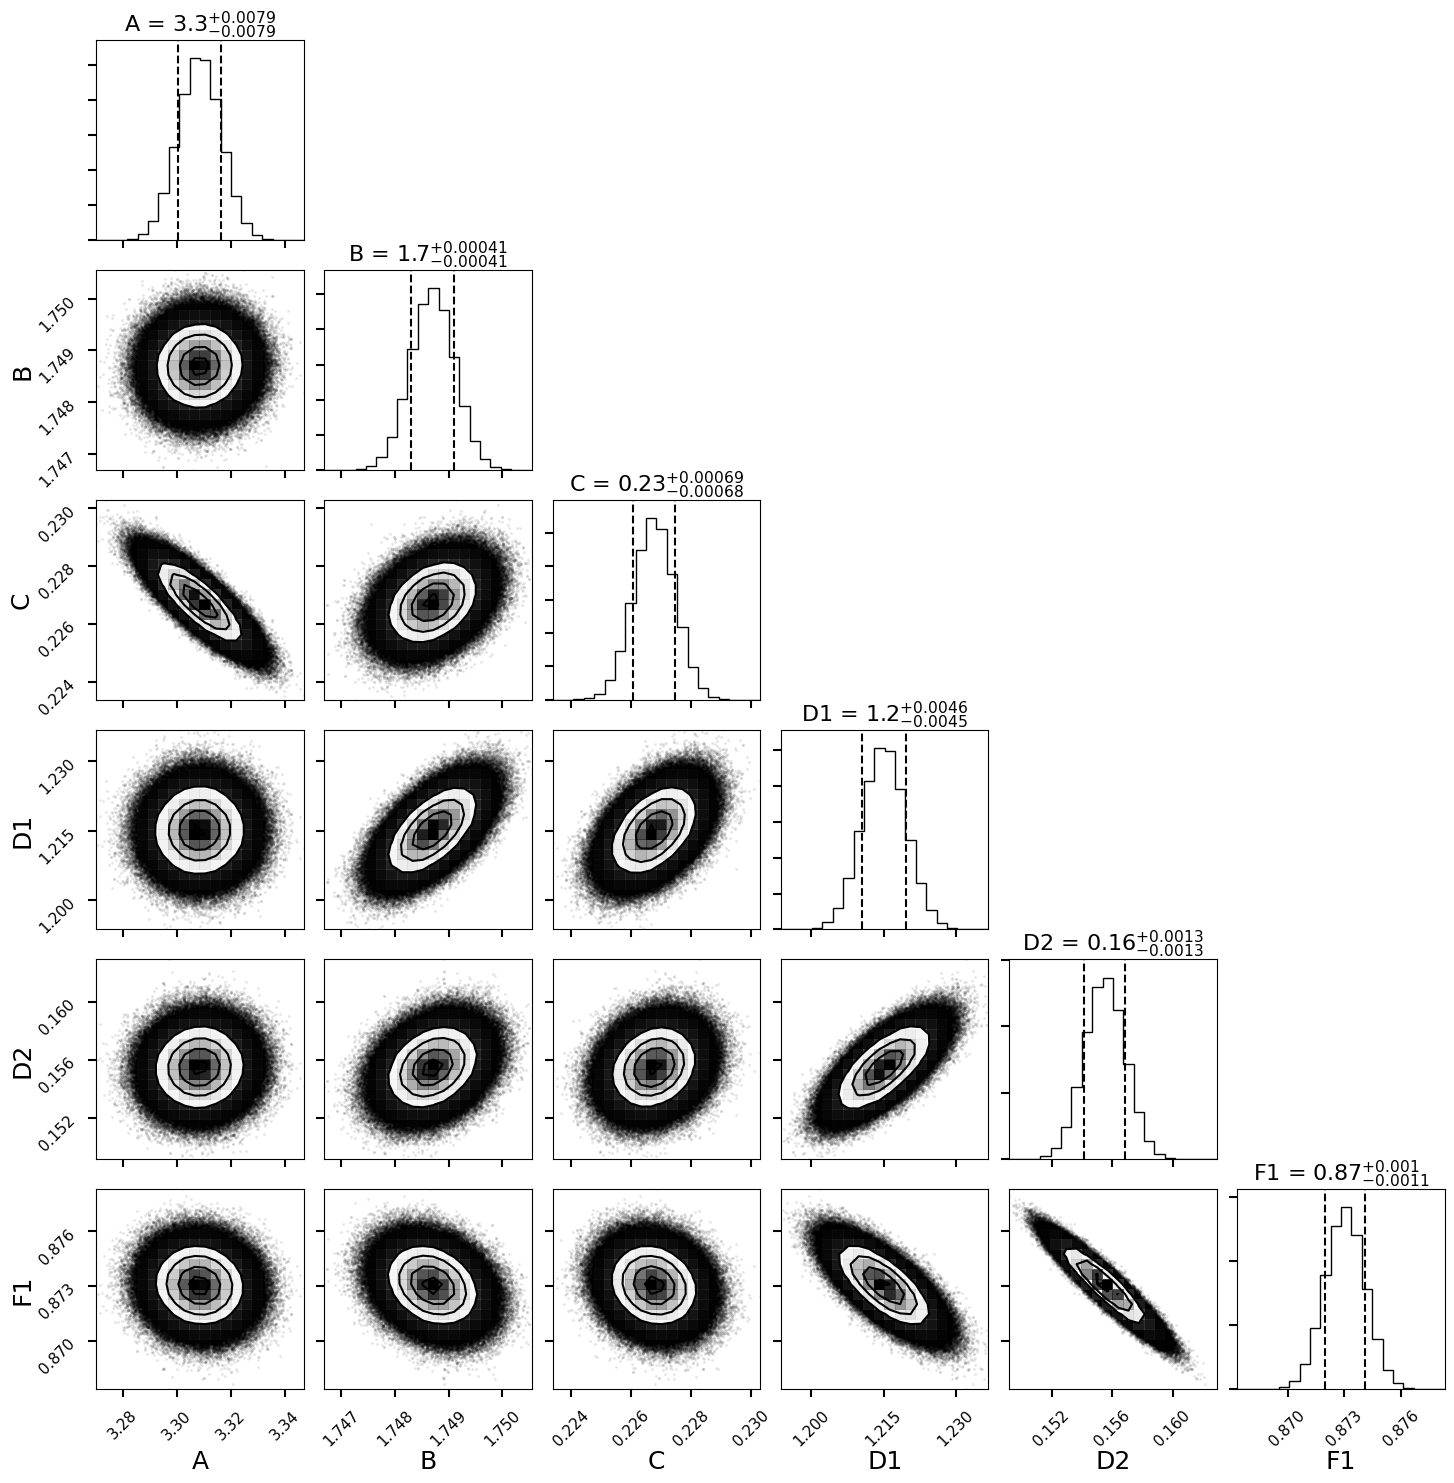 A = 3.3+0.0079−0.0079
B = 1.7+0.00041−0.00041
1.750
1.749
1.748
1.747
B
C = 0.23+0.00069−0.00068
0.230
0.228
0.226
0.224
C
D1 = 1.2+0.0046−0.0045
1.230
1.215
1.200
D1
D2 = 0.16+0.0013−0.0013
0.160
0.156
0.152
D2
F1 = 0.87+0.001−0.0011
0.876
0.873
0.870
F1
3.28 3.30 3.32 3.34
1.747 1.748 1.749 1.750
0.224 0.226 0.228 0.230
1.200 1.215 1.230
0.152 0.156 0.160
0.870 0.873 0.876
A B C D1 D2 F1